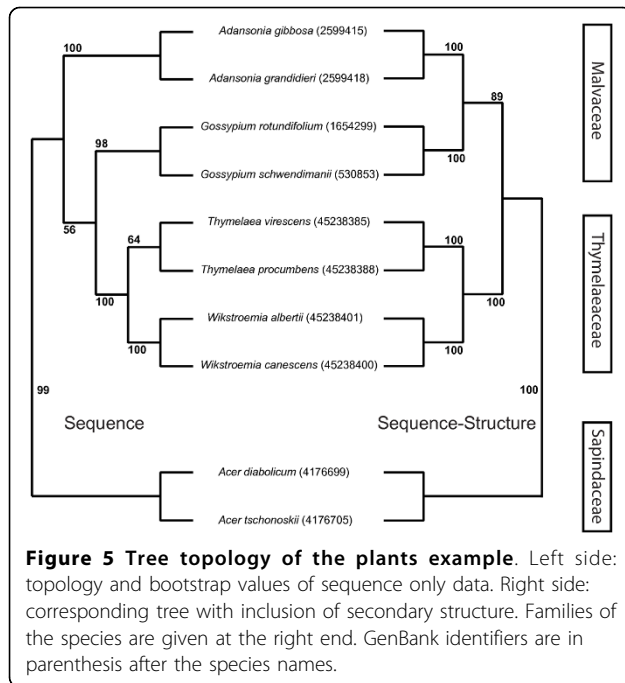 100
Adansonia gibbosa (2599415)
100
Malvaceae
Adansonia grandidieri (2599418)
89
98
Gossypium rotundifolium (1654299)
100
Gossypium schwendimanii (530853)
56
64
Thymelaea virescens (45238385)
100
Thymelaeaceae
Thymelaea procumbens (45238388)
100
Wikstroemia albertii (45238401)
100
100
Wikstroemia canescens (45238400)
99
100
Sequence
Sequence-Structure
Sapindaceae
Acer diabolicum (4176699)
Acer tschonoskii (4176705)
Figure 5 Tree topology of the plants example. Left side:
topology and bootstrap values of sequence only data. Right side:
corresponding tree with inclusion of secondary structure. Families of
the species are given at the right end. GenBank identifiers are in
parenthesis after the species names.